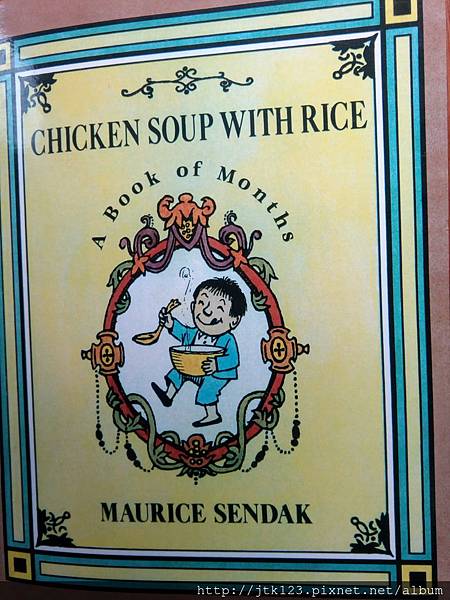 CHICKEN SOUP WITH RICE
A Book of Months
MAURICE SENDAK
http://jtk123.pixnet.net/album